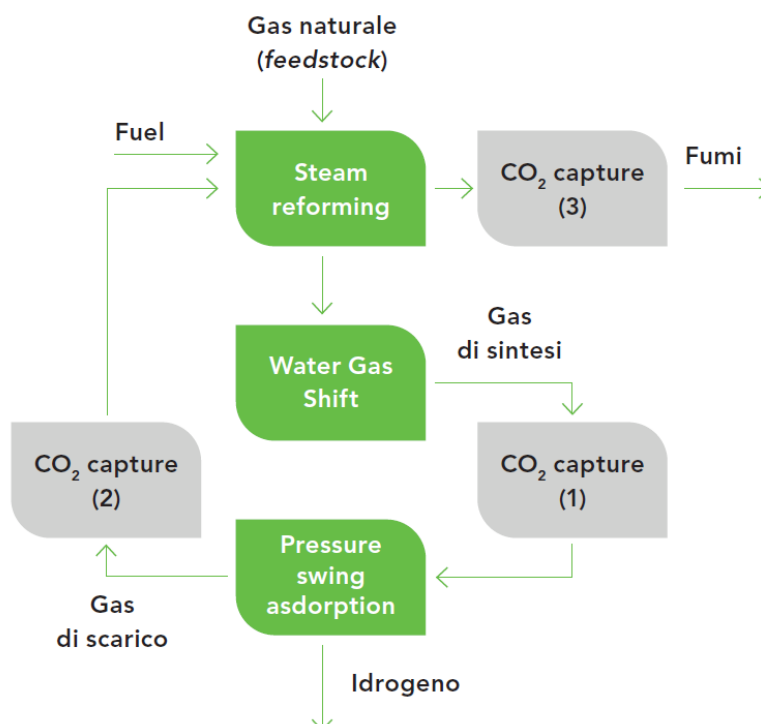 Gas naturale
(feedstock)
Fuel
Steam
reforming
CO₂ capture
(3)
Fumi
Water Gas
Shift
Gas
di sintesi
CO₂ capture
(2)
CO₂ capture
(1)
Pressure
swing
asdorption
Gas
di scarico
Idrogeno